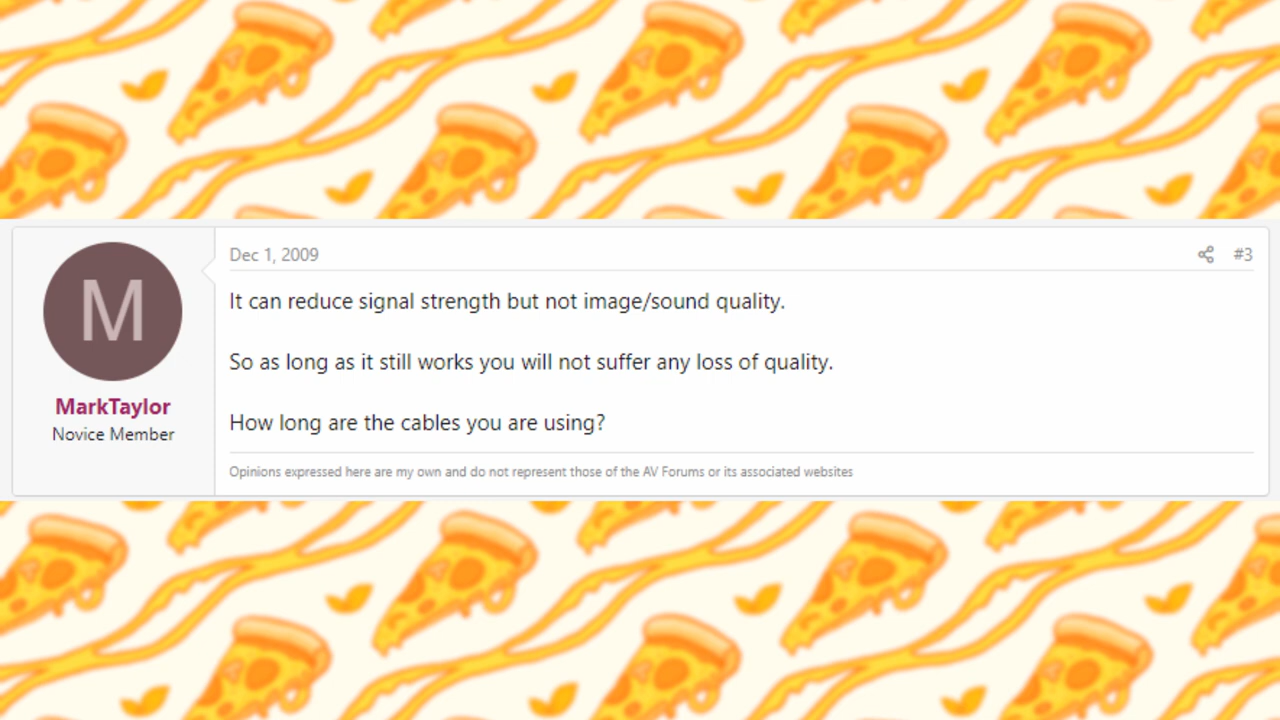 Dec 1, 2009
#3
It can reduce signal strength but not image/sound quality.
So as long as it still works you will not suffer any loss of quality.
How long are the cables you are using?
Opinions expressed here are my own and do not represent those of the AV Forums or its associated websites
M
MarkTaylor
Novice Member